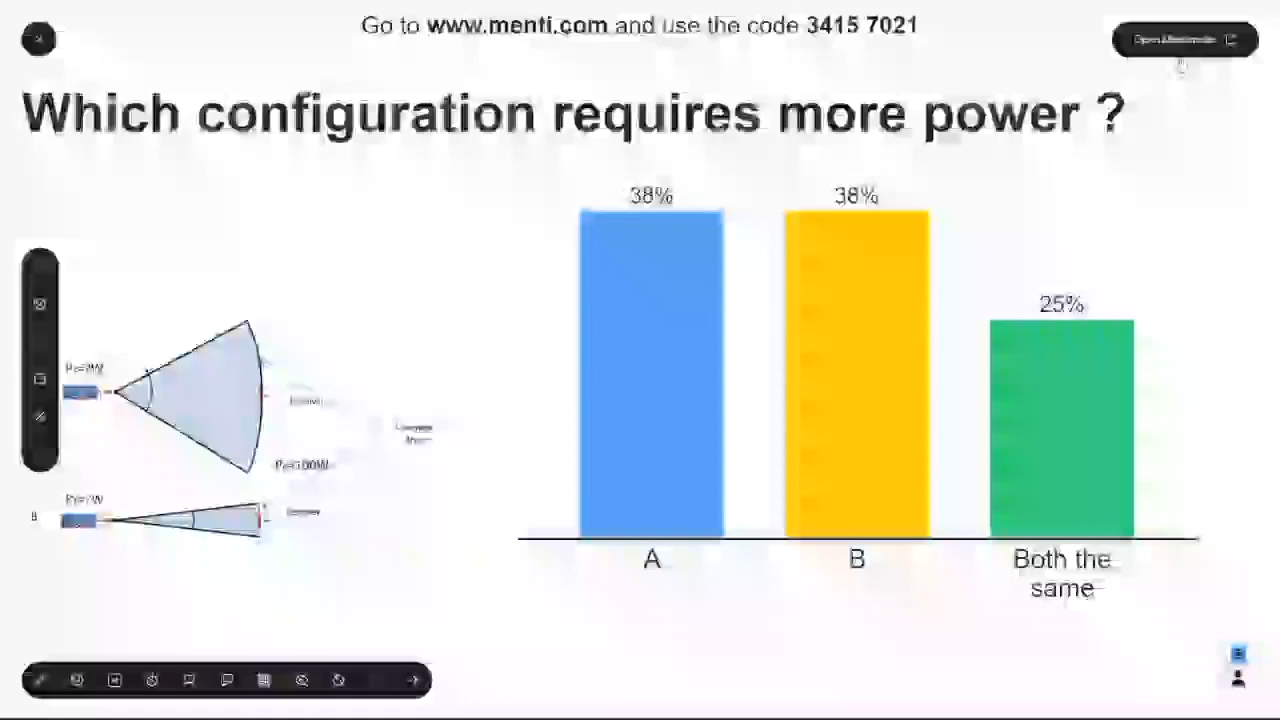 Go to www.menti.com and use the code 3415 7021
Which configuration requires more power ?
38%
38%
25%
A
B
Both the
same
B